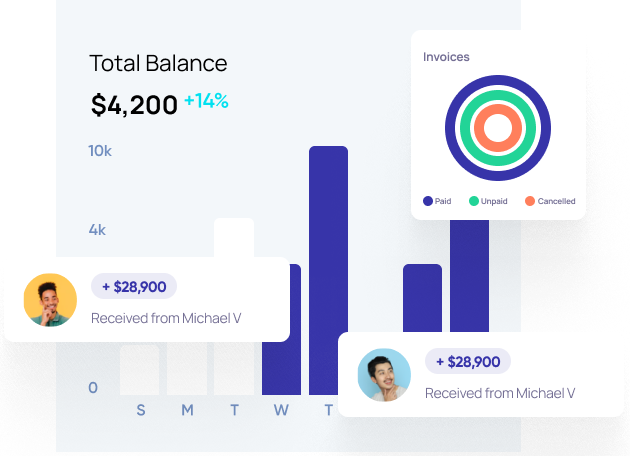 Total Balance
$4,200 +14%
Invoices
Paid Unpaid Cancelled
10k
4k
+ $28,900
Received from Michael V
+ $28,900
Received from Michael V
0
S M T W T